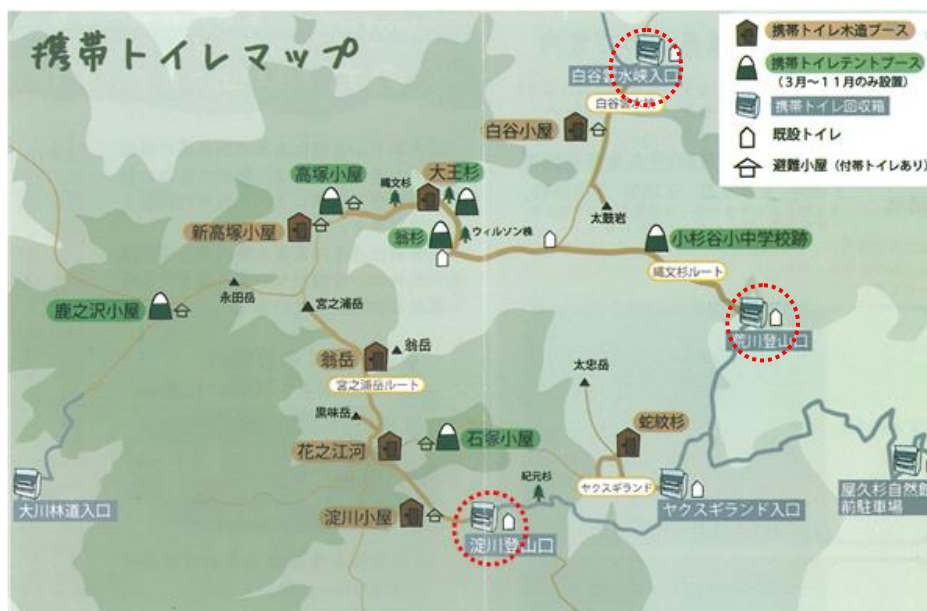 携帯トイレマップ
携帯トイレ木造ブース
携帯トイレテントブース
(3月~11月のみ設置)
携帯トイレ回収箱
既設トイレ
避難小屋(付帯トイレあり)
白谷雲水峡入口
白谷雲水峡
白谷小屋
高塚小屋
縄文杉
大王杉
新高塚小屋
翁杉
ウィルソン株
太鼓岩
小杉谷小中学校跡
縄文杉ルート
鹿之沢小屋
永田岳
宮之浦岳
荒川登山口
翁岳
翁岳
宮之浦岳ルート
太忠岳
黒味岳
花之江河
石塚小屋
蛇紋杉
大川林道入口
淀川小屋
紀元杉
ヤクスギランド
淀川登山口
ヤクスギランド入口
屋久杉自然館
前駐車場